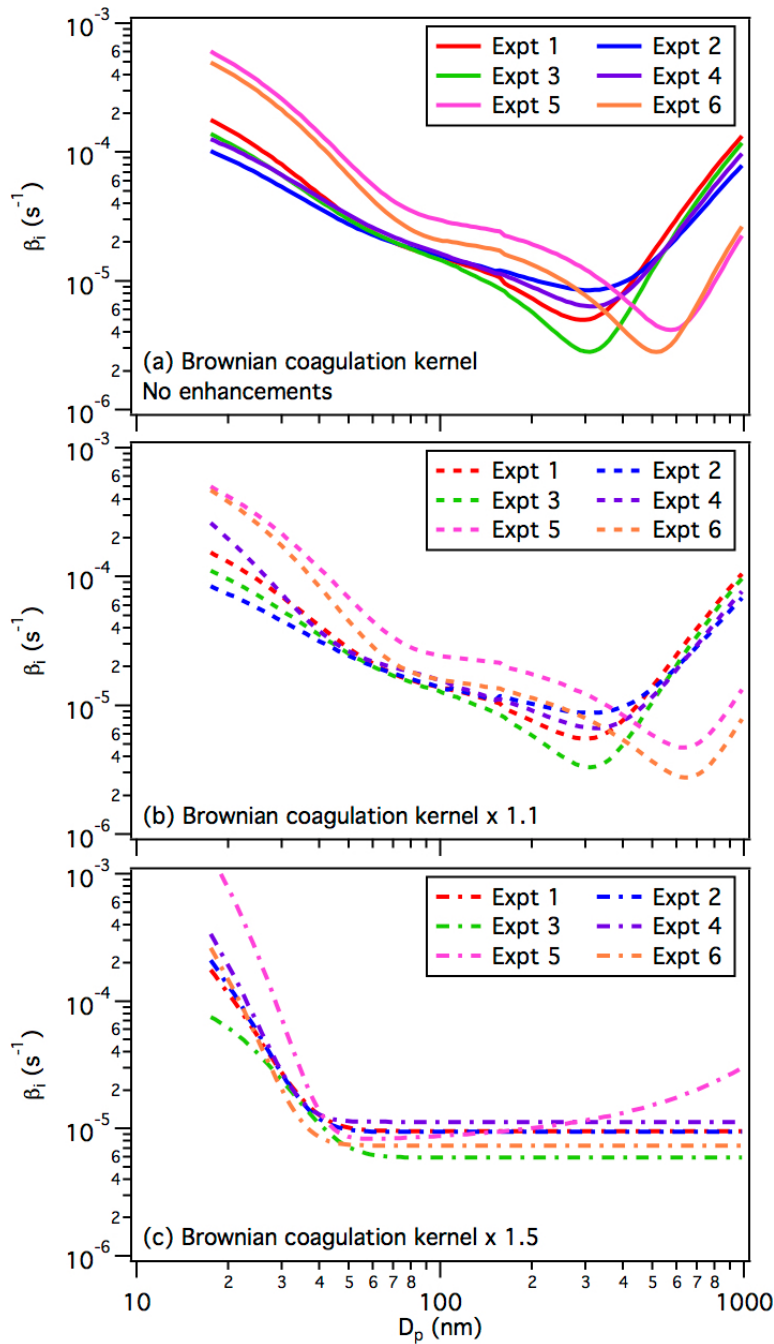 10⁻³
6
4
2
10⁻⁴
6
4
2
10⁻⁵
6
4
2
10⁻⁶
βᵢ (s⁻¹)
Expt 1 Expt 2
Expt 3 Expt 4
Expt 5 Expt 6
(a) Brownian coagulation kernel
No enhancements
10⁻³
6
4
2
10⁻⁴
6
4
2
10⁻⁵
6
4
2
10⁻⁶
βᵢ (s⁻¹)
Expt 1 Expt 2
Expt 3 Expt 4
Expt 5 Expt 6
(b) Brownian coagulation kernel x 1.1
10⁻³
6
4
2
10⁻⁴
6
4
2
10⁻⁵
6
4
2
10⁻⁶
βᵢ (s⁻¹)
Expt 1 Expt 2
Expt 3 Expt 4
Expt 5 Expt 6
(c) Brownian coagulation kernel x 1.5
10 2 3 4 5 6 7 8 100 2 3 4 5 6 7 8 1000
Dₚ (nm)